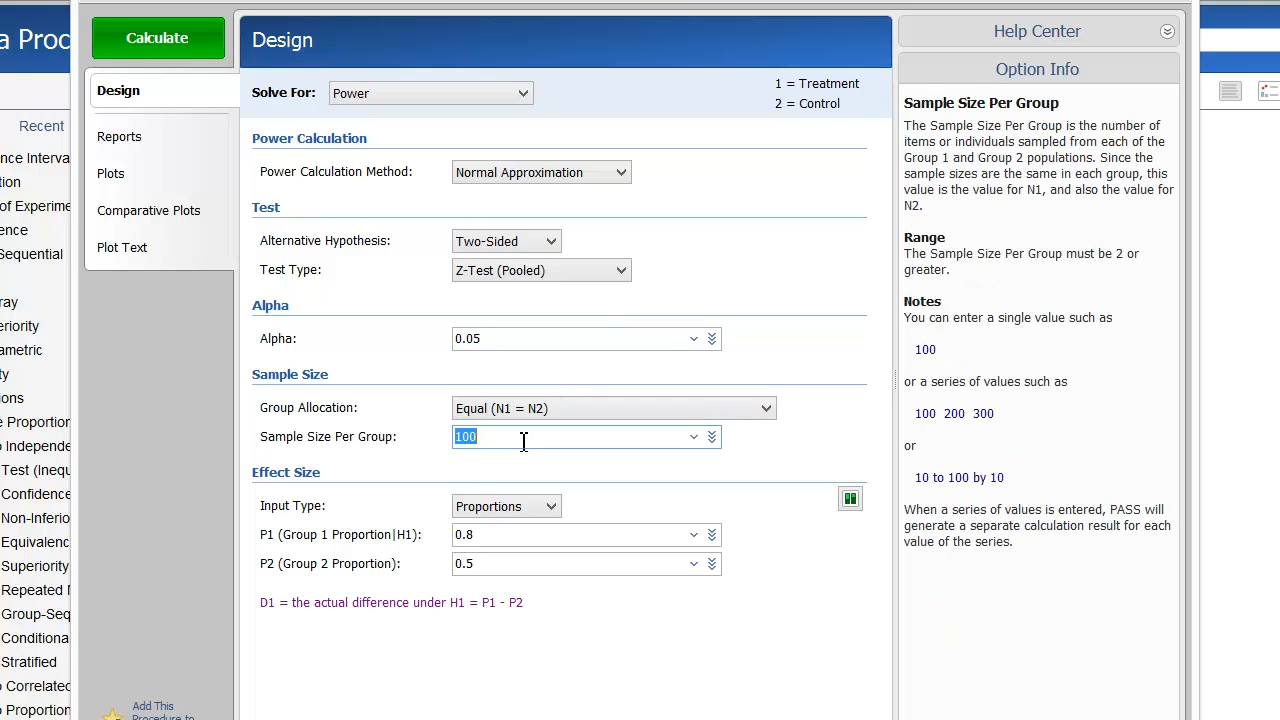 a Proc
Recent
nce Interva
tion
of Experime
ence
Sequential
ray
eriority
ametric
ty
ons
e Proportion
o Independe
Test (Inequ
Confidence
Non-Inferio
Equivalence
Superiority
Repeated M
Group-Seq
Conditiona
Stratified
o Correlated
o Proportion
Calculate
Design
Reports
Plots
Comparative Plots
Plot Text
Add This
Procedure to
Design
Solve For: Power
1 = Treatment
2 = Control
Power Calculation
Power Calculation Method: Normal Approximation
Test
Alternative Hypothesis: Two-Sided
Test Type: Z-Test (Pooled)
Alpha
Alpha: 0.05
Sample Size
Group Allocation: Equal (N1 = N2)
Sample Size Per Group: 100
Effect Size
Input Type: Proportions
P1 (Group 1 Proportion|H1): 0.8
P2 (Group 2 Proportion): 0.5
D1 = the actual difference under H1 = P1 - P2
Help Center
Option Info
Sample Size Per Group
The Sample Size Per Group is the number of
items or individuals sampled from each of the
Group 1 and Group 2 populations. Since the
sample sizes are the same in each group, this
value is the value for N1, and also the value for
N2.
Range
The Sample Size Per Group must be 2 or
greater.
Notes
You can enter a single value such as
100
or a series of values such as
100 200 300
or
10 to 100 by 10
When a series of values is entered, PASS will
generate a separate calculation result for each
value of the series.